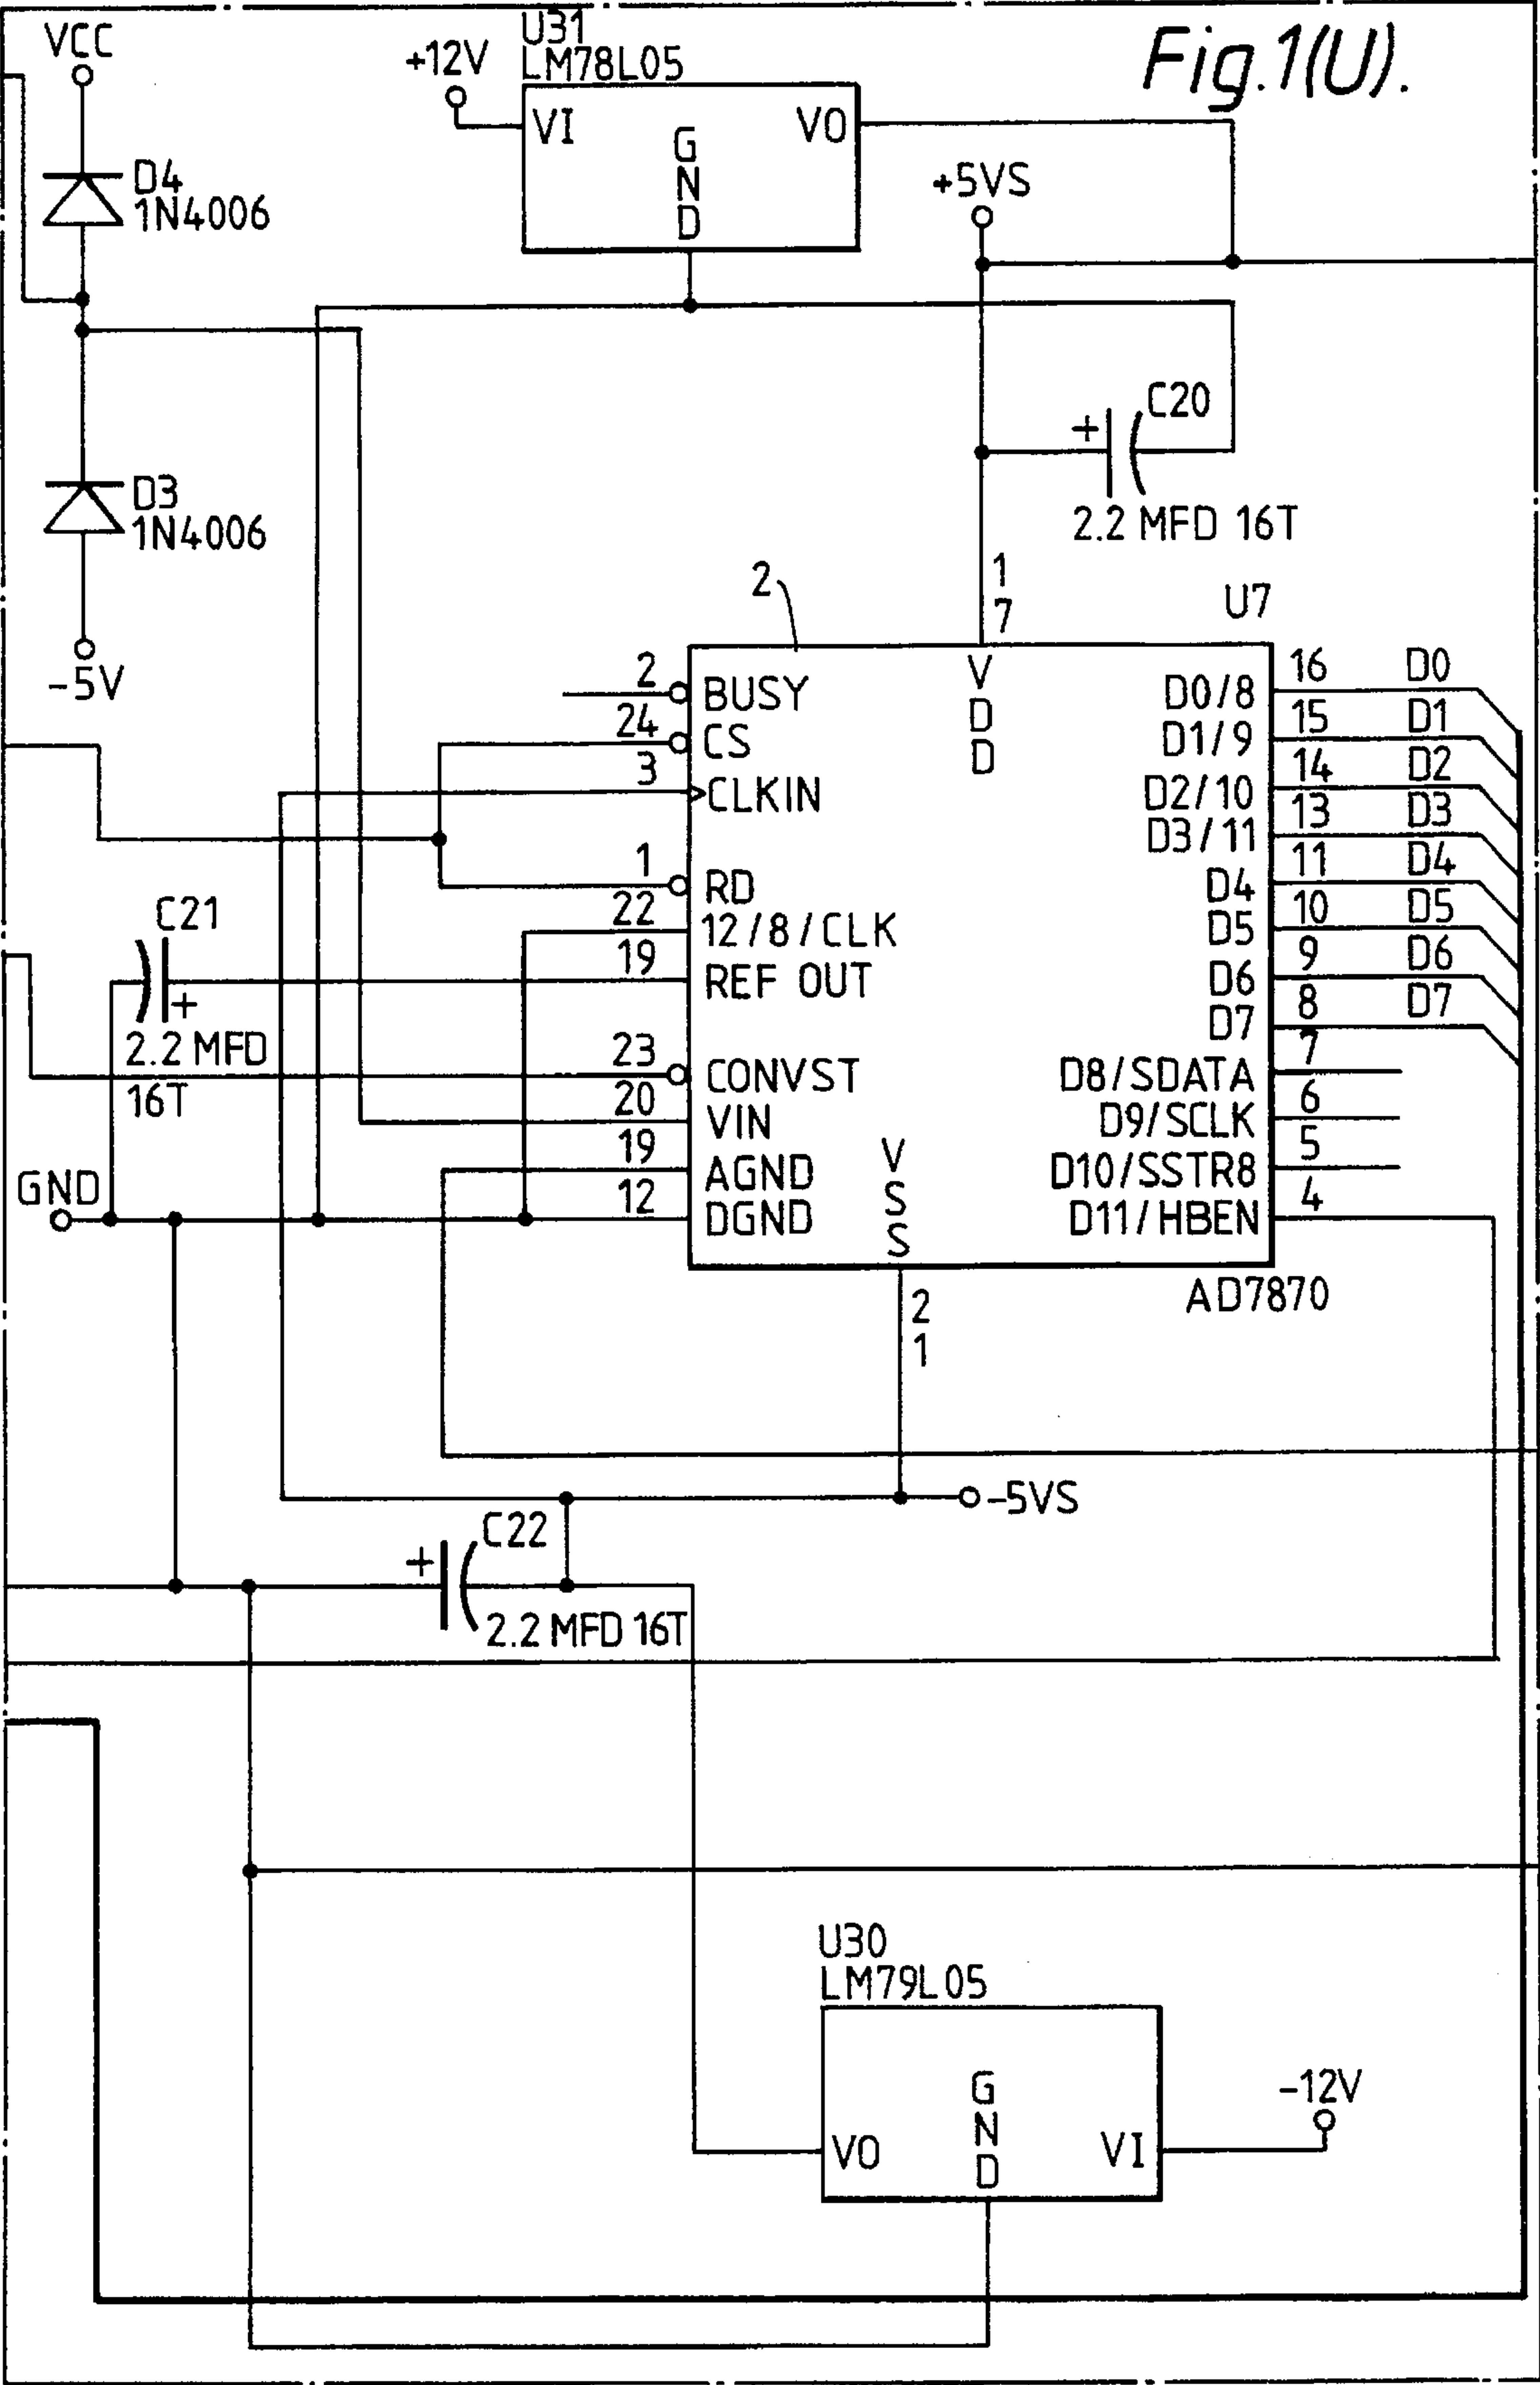 Fig.1(U).
VCC
+12V
U31
LM78L05
VI
GND
VO
+5VS
D4
1N4006
C20
+
2.2 MFD 16T
D3
1N4006
-5V
2
1
7
U7
2
BUSY
24
CS
3
CLKIN
1
RD
22
12/8/CLK
19
REF OUT
23
CONVST
20
VIN
19
AGND
12
DGND
VDD
VSS
D0/8
16
D0
D1/9
15
D1
D2/10
14
D2
D3/11
13
D3
D4
11
D4
D5
10
D5
D6
9
D6
D7
8
D7
D8/SDATA
7
D9/SCLK
6
D10/SSTR8
5
D11/HBEN
4
AD7870
C21
+
2.2 MFD
16T
GND
2
1
-5VS
C22
+
2.2 MFD 16T
U30
LM79L05
VO
GND
VI
-12V